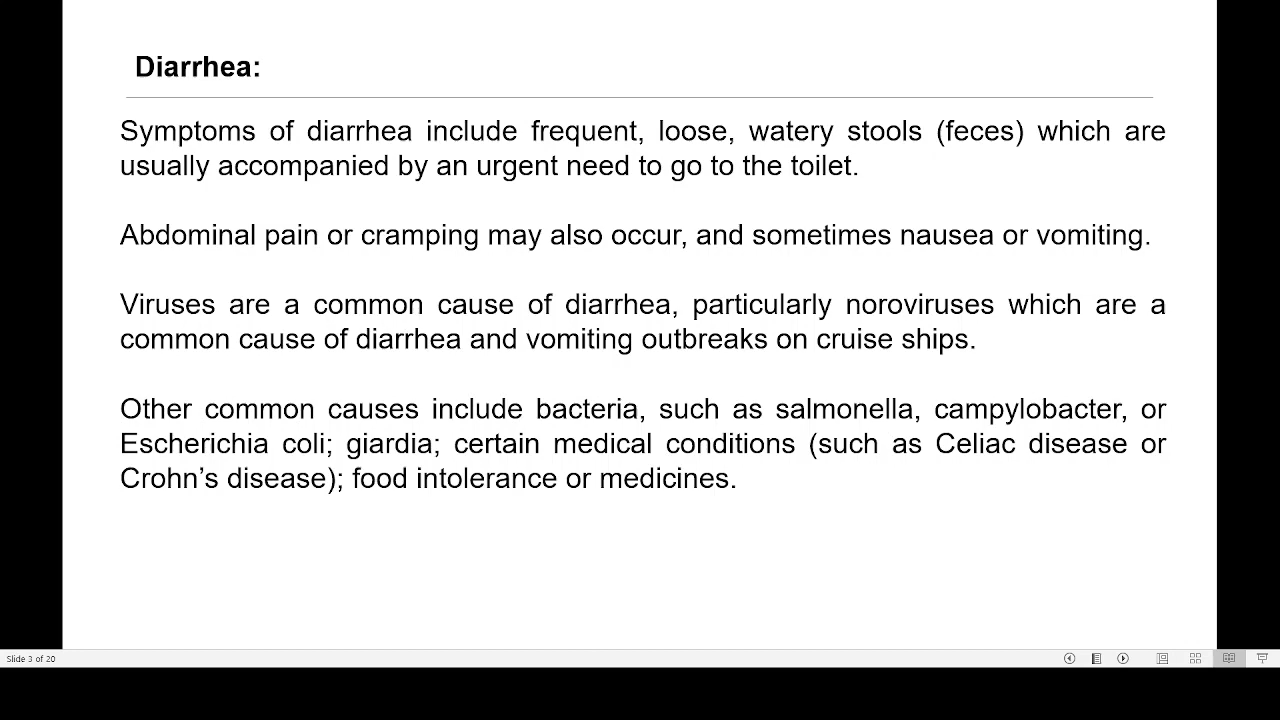 Diarrhea:
Symptoms of diarrhea include frequent, loose, watery stools (feces) which are
usually accompanied by an urgent need to go to the toilet.
Abdominal pain or cramping may also occur, and sometimes nausea or vomiting.
Viruses are a common cause of diarrhea, particularly noroviruses which are a
common cause of diarrhea and vomiting outbreaks on cruise ships.
Other common causes include bacteria, such as salmonella, campylobacter, or
Escherichia coli; giardia; certain medical conditions (such as Celiac disease or
Crohn’s disease); food intolerance or medicines.
Slide 3 of 20